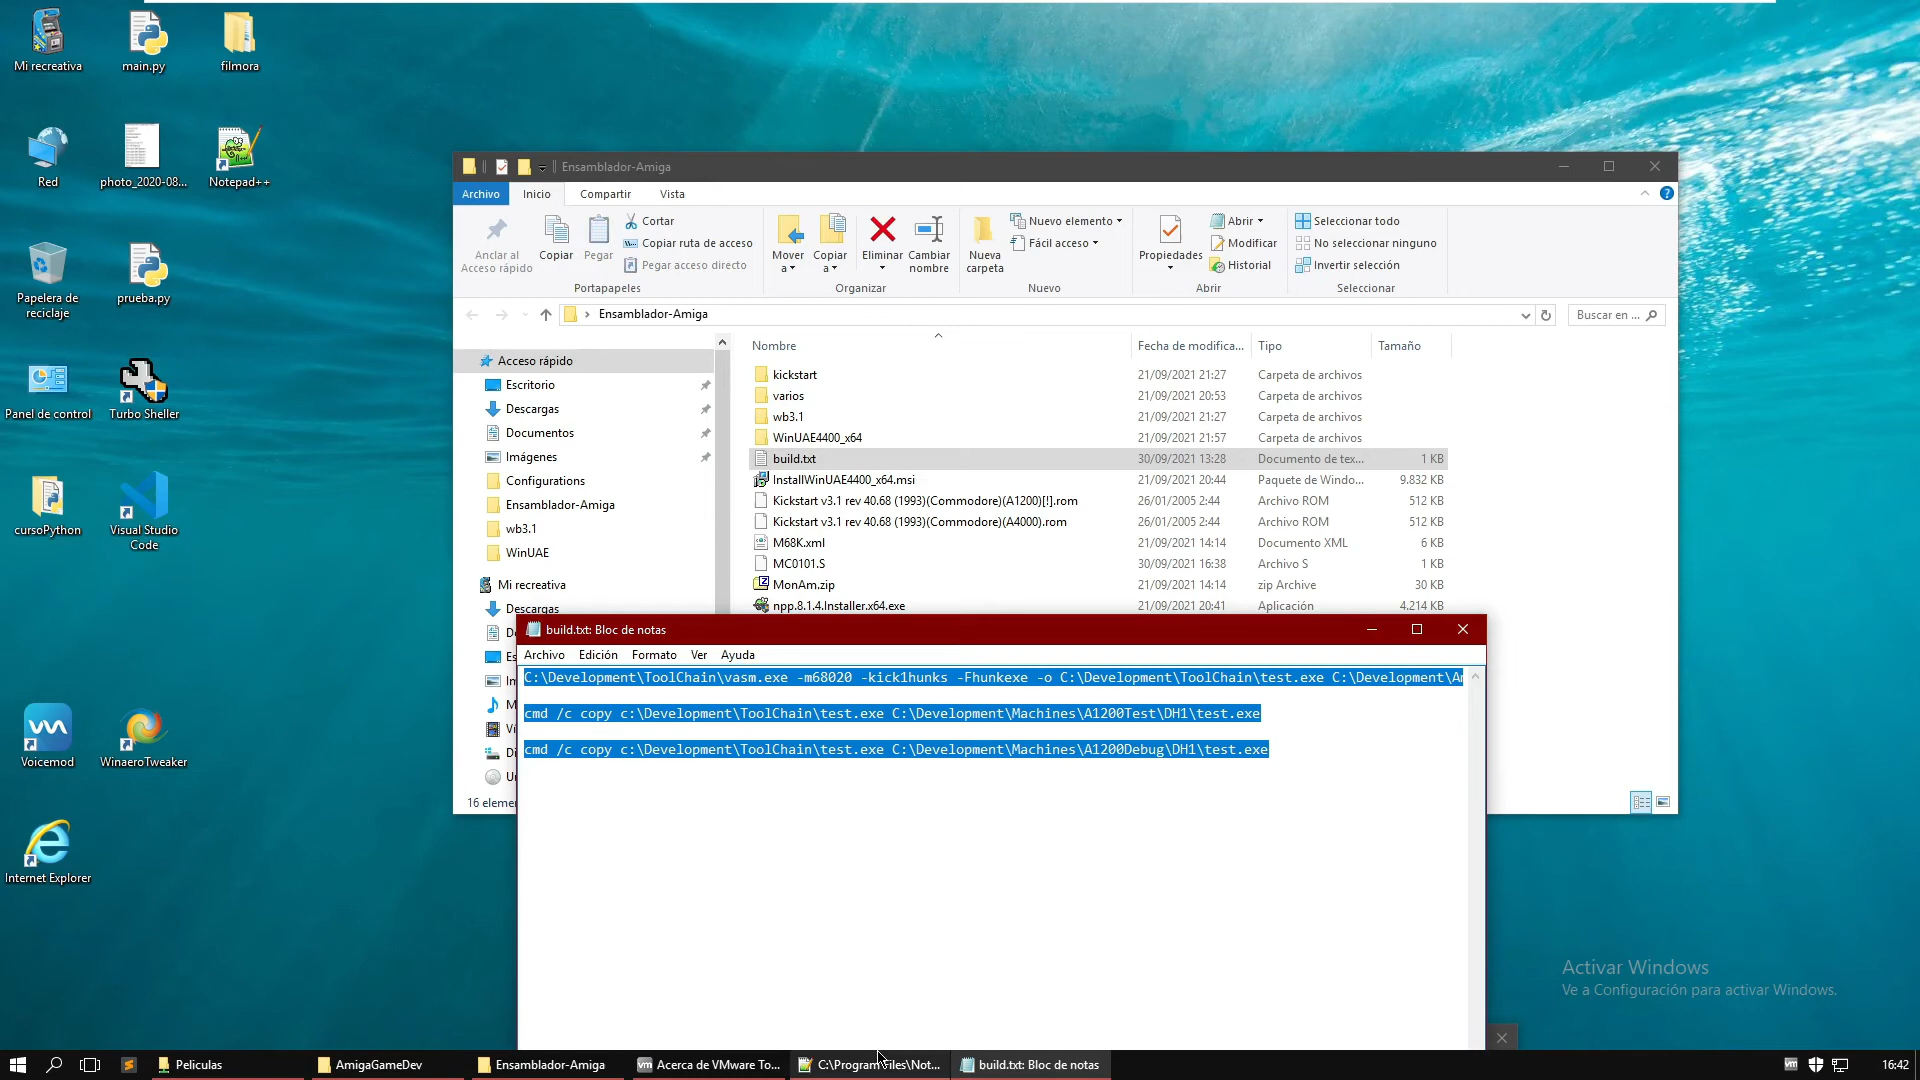 Mi recreativa
main.py
filmora
Red
photo_2020-08...
Notepad++
Papelera de
reciclaje
prueba.py
Panel de control
Turbo Sheller
cursoPython
Visual Studio
Code
Voicemod
WinaeroTweaker
Internet Explorer
Ensamblador-Amiga
Archivo
Inicio
Compartir
Vista
Anclar al
Acceso rápido
Copiar
Pegar
Cortar
Copiar ruta de acceso
Pegar acceso directo
Portapapeles
Mover
a
Copiar
a
Eliminar
Cambiar
nombre
Organizar
Nueva
carpeta
Nuevo elemento
Fácil acceso
Nuevo
Propiedades
Abrir
Modificar
Historial
Abrir
Seleccionar todo
No seleccionar ninguno
Invertir selección
Seleccionar
Ensamblador-Amiga
Buscar en ...
Acceso rápido
Escritorio
Descargas
Documentos
Imágenes
Configurations
Ensamblador-Amiga
wb3.1
WinUAE
Mi recreativa
Descargas
16 eleme
Nombre Fecha de modifica... Tipo Tamaño
kickstart 21/09/2021 21:27 Carpeta de archivos
varios 21/09/2021 20:53 Carpeta de archivos
wb3.1 21/09/2021 21:27 Carpeta de archivos
WinUAE4400_x64 21/09/2021 21:57 Carpeta de archivos
build.txt 30/09/2021 13:28 Documento de tex... 1 KB
InstallWinUAE4400_x64.msi 21/09/2021 20:44 Paquete de Windo... 9.832 KB
Kickstart v3.1 rev 40.68 (1993)(Commodore)(A1200)[!].rom 26/01/2005 2:44 Archivo ROM 512 KB
Kickstart v3.1 rev 40.68 (1993)(Commodore)(A4000).rom 26/01/2005 2:44 Archivo ROM 512 KB
M68K.xml 21/09/2021 14:14 Documento XML 6 KB
MC0101.S 30/09/2021 16:38 Archivo S 1 KB
MonAm.zip 21/09/2021 14:14 zip Archive 30 KB
npp.8.1.4.Installer.x64.exe 21/09/2021 20:41 Aplicación 4.214 KB
build.txt: Bloc de notas
Archivo Edición Formato Ver Ayuda
C:\Development\ToolChain\vasm.exe -m68020 -kick1hunks -Fhunkexe -o C:\Development\ToolChain\test.exe C:\Development\Am
cmd /c copy c:\Development\ToolChain\test.exe C:\Development\Machines\A1200Test\DH1\test.exe
cmd /c copy c:\Development\ToolChain\test.exe C:\Development\Machines\A1200Debug\DH1\test.exe
Activar Windows
Ve a Configuración para activar Windows.
Peliculas
AmigaGameDev
Ensamblador-Amiga
Acerca de VMware To...
C:\Program Files\Not...
build.txt: Bloc de notas
16:42